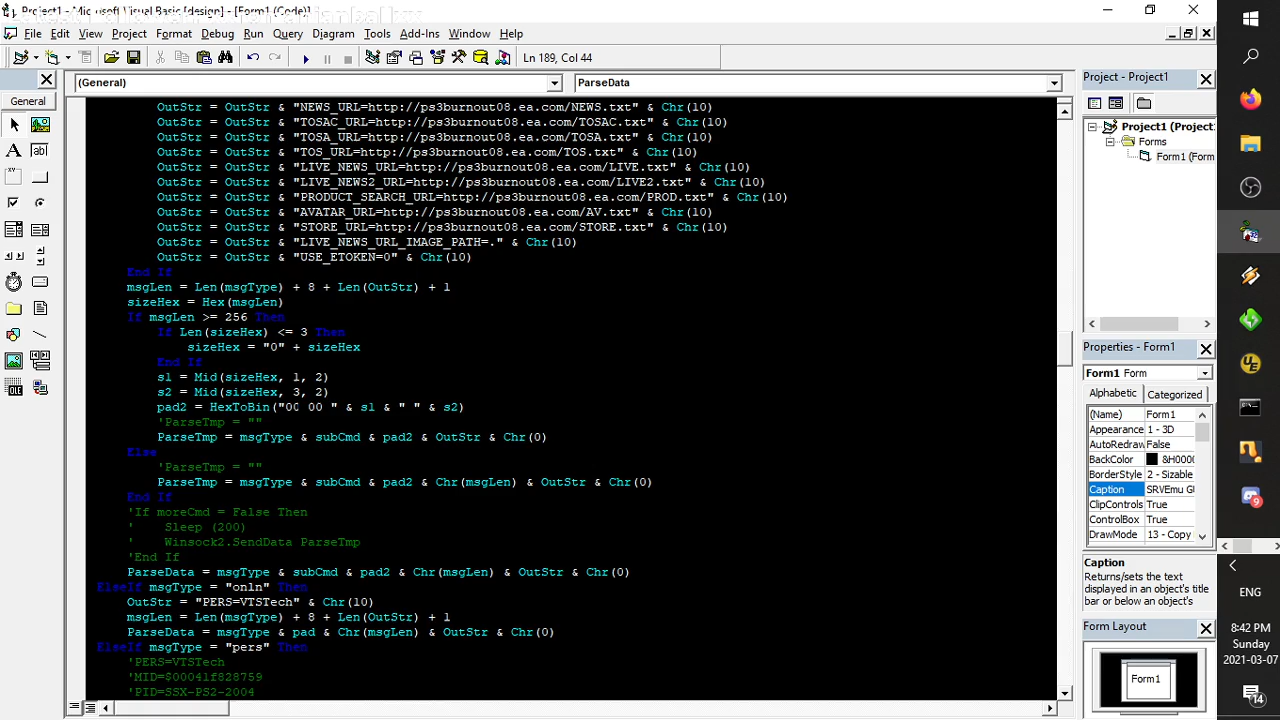 Project1 - Microsoft Visual Basic [design] - [Form1 (Code)]
File Edit View Project Format Debug Run Query Diagram Tools Add-Ins Window Help
Ln 189, Col 44
General
(General) ParseData
OutStr = OutStr & "NEWS_URL=http://ps3burnout08.ea.com/NEWS.txt" & Chr(10)
OutStr = OutStr & "TOSAC_URL=http://ps3burnout08.ea.com/TOSAC.txt" & Chr(10)
OutStr = OutStr & "TOSA_URL=http://ps3burnout08.ea.com/TOSA.txt" & Chr(10)
OutStr = OutStr & "TOS_URL=http://ps3burnout08.ea.com/TOS.txt" & Chr(10)
OutStr = OutStr & "LIVE_NEWS_URL=http://ps3burnout08.ea.com/LIVE.txt" & Chr(10)
OutStr = OutStr & "LIVE_NEWS2_URL=http://ps3burnout08.ea.com/LIVE2.txt" & Chr(10)
OutStr = OutStr & "PRODUCT_SEARCH_URL=http://ps3burnout08.ea.com/PROD.txt" & Chr(10)
OutStr = OutStr & "AVATAR_URL=http://ps3burnout08.ea.com/AV.txt" & Chr(10)
OutStr = OutStr & "STORE_URL=http://ps3burnout08.ea.com/STORE.txt" & Chr(10)
OutStr = OutStr & "LIVE_NEWS_URL_IMAGE_PATH=." & Chr(10)
OutStr = OutStr & "USE_ETOKEN=0" & Chr(10)
End If
msgLen = Len(msgType) + 8 + Len(OutStr) + 1
sizeHex = Hex(msgLen)
If msgLen >= 256 Then
If Len(sizeHex) <= 3 Then
sizeHex = "0" + sizeHex
End If
s1 = Mid(sizeHex, 1, 2)
s2 = Mid(sizeHex, 3, 2)
pad2 = HexToBin("00 00 " & s1 & " " & s2)
'ParseTmp = ""
ParseTmp = msgType & subCmd & pad2 & OutStr & Chr(0)
Else
'ParseTmp = ""
ParseTmp = msgType & subCmd & pad2 & Chr(msgLen) & OutStr & Chr(0)
End If
'If moreCmd = False Then
' Sleep (200)
' Winsock2.SendData ParseTmp
'End If
ParseData = msgType & subCmd & pad2 & Chr(msgLen) & OutStr & Chr(0)
ElseIf msgType = "onln" Then
OutStr = "PERS=VTSTech" & Chr(10)
msgLen = Len(msgType) + 8 + Len(OutStr) + 1
ParseData = msgType & pad & Chr(msgLen) & OutStr & Chr(0)
ElseIf msgType = "pers" Then
'PERS=VTSTech
'MID=$00041f828759
'PID=SSX-PS2-2004
Project - Project1
Project1 (Project1
Forms
Form1 (Form
Properties - Form1
Form1 Form
Alphabetic Categorized
(Name) Form1
Appearance 1 - 3D
AutoRedraw False
BackColor &H0000
BorderStyle 2 - Sizable
Caption SRVEmu GU
ClipControls True
ControlBox True
DrawMode 13 - Copy
Caption
Returns/sets the text
displayed in an object's title
bar or below an object's
Form Layout
Form1
9
ENG
8:42 PM
Sunday
2021-03-07
14